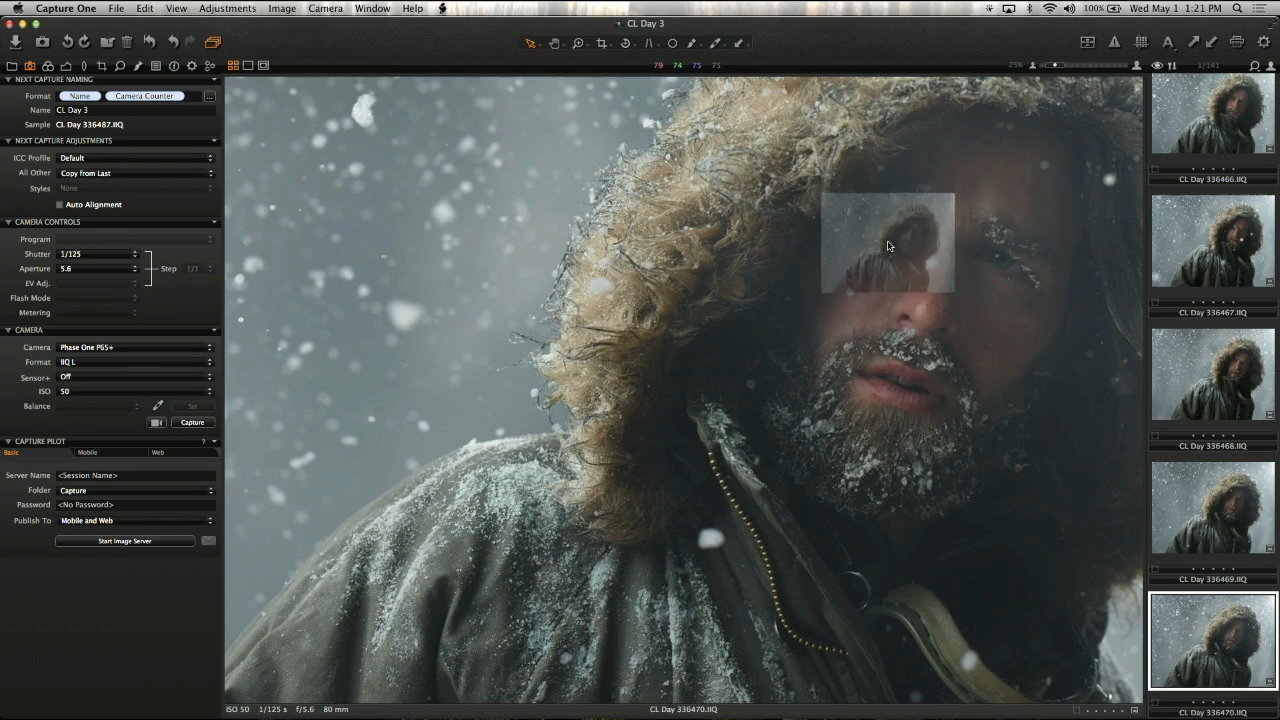 Capture One File Edit View Adjustments Image Camera Window Help 100% Wed May 1 1:21 PM
CL Day 3
79 74 75 75 25% 1/141
NEXT CAPTURE NAMING
Format Name Camera Counter ...
Name CL Day 3
Sample CL Day 336487.IIQ
NEXT CAPTURE ADJUSTMENTS
ICC Profile Default
All Other Copy from Last
Styles None
Auto Alignment
CAMERA CONTROLS
Program
Shutter 1/125
Aperture 5.6 Step 1/1
EV Adj.
Flash Mode
Metering
CAMERA
Camera Phase One P65+
Format IIQ L
Sensor+ Off
ISO 50
Balance Set
Capture
CAPTURE PILOT ?
Basic Mobile Web
Server Name <Session Name>
Folder Capture
Password <No Password>
Publish To Mobile and Web
Start Image Server
ISO 50 1/125 s f/5.6 80 mm CL Day 336470.IIQ
CL Day 336466.IIQ
CL Day 336467.IIQ
CL Day 336468.IIQ
CL Day 336469.IIQ
CL Day 336470.IIQ